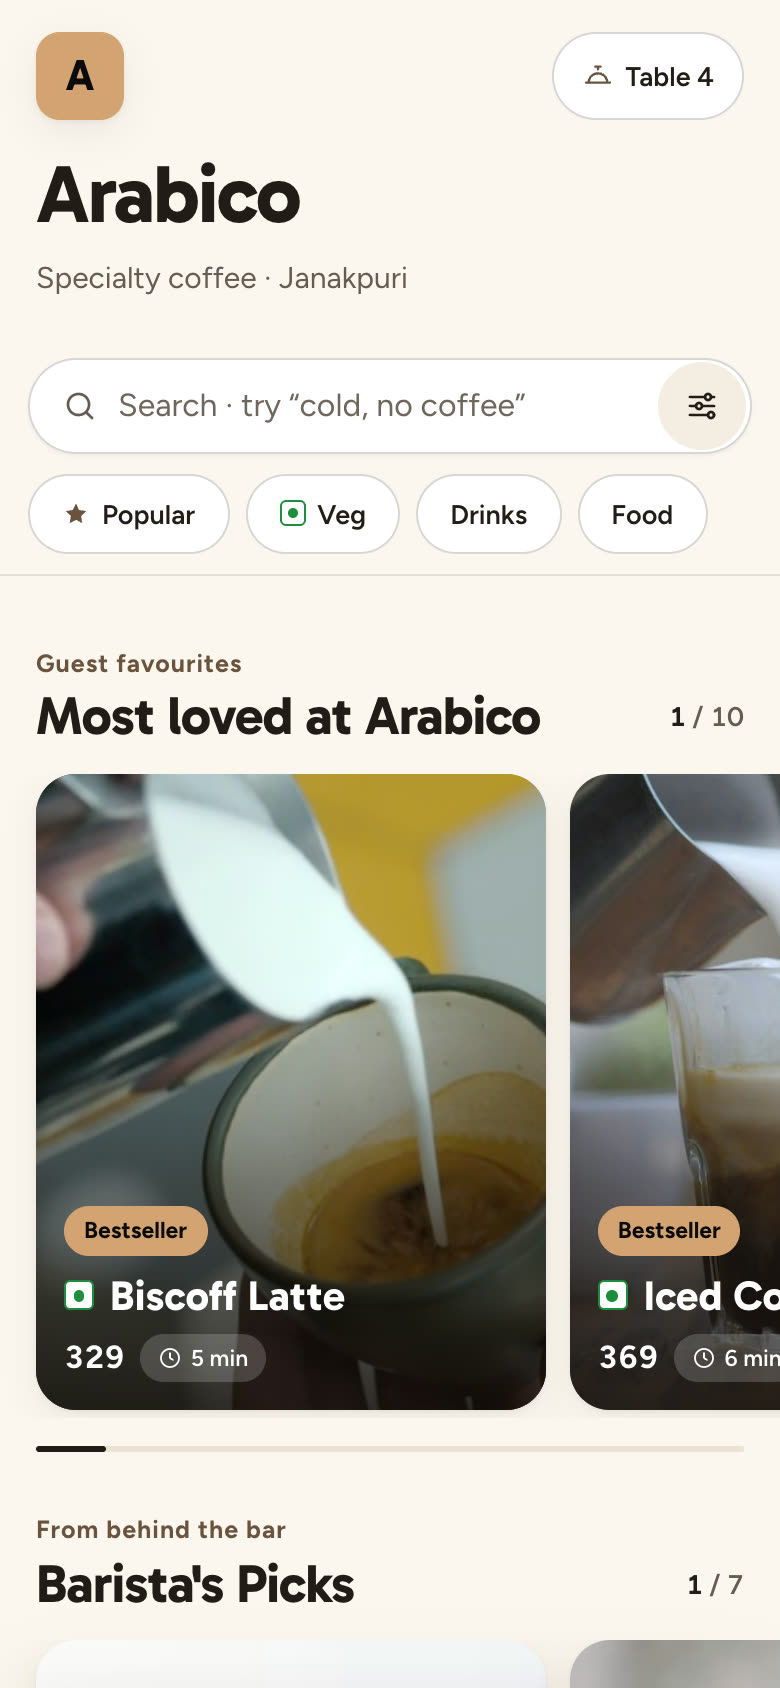 A
Table 4
Arabico
Specialty coffee · Janakpuri
Search · try “cold, no coffee”
Popular
Veg
Drinks
Food
Guest favourites
Most loved at Arabico
1 / 10
Bestseller
Biscoff Latte
329
5 min
Bestseller
Iced Co
369
6 min
From behind the bar
Barista's Picks
1 / 7